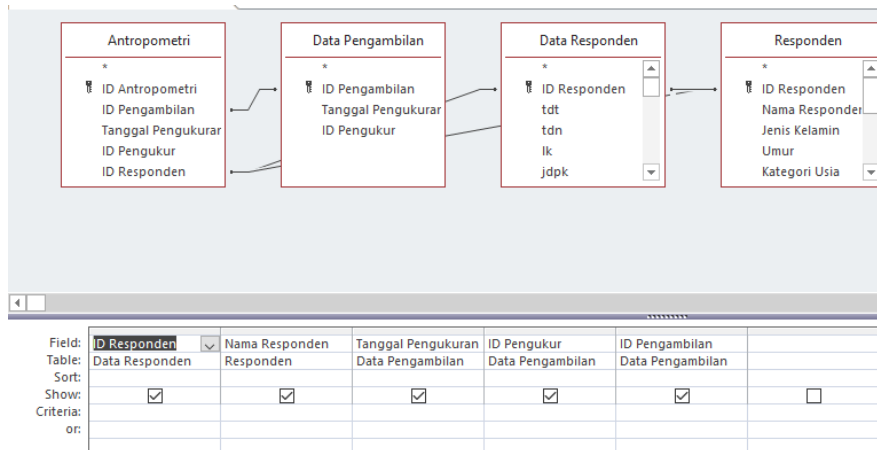 Antropometri
*
ID Antropometri
ID Pengambilan
Tanggal Pengukurar
ID Pengukur
ID Responden
Data Pengambilan
*
ID Pengambilan
Tanggal Pengukurar
ID Pengukur
Data Responden
*
ID Responden
tdt
tdn
lk
jdpk
Responden
*
ID Responden
Nama Responder
Jenis Kelamin
Umur
Kategori Usia
Field: ID Responden Nama Responden Tanggal Pengukuran ID Pengukur ID Pengambilan
Table: Data Responden Responden Data Pengambilan Data Pengambilan Data Pengambilan
Sort:
Show:
Criteria:
or: